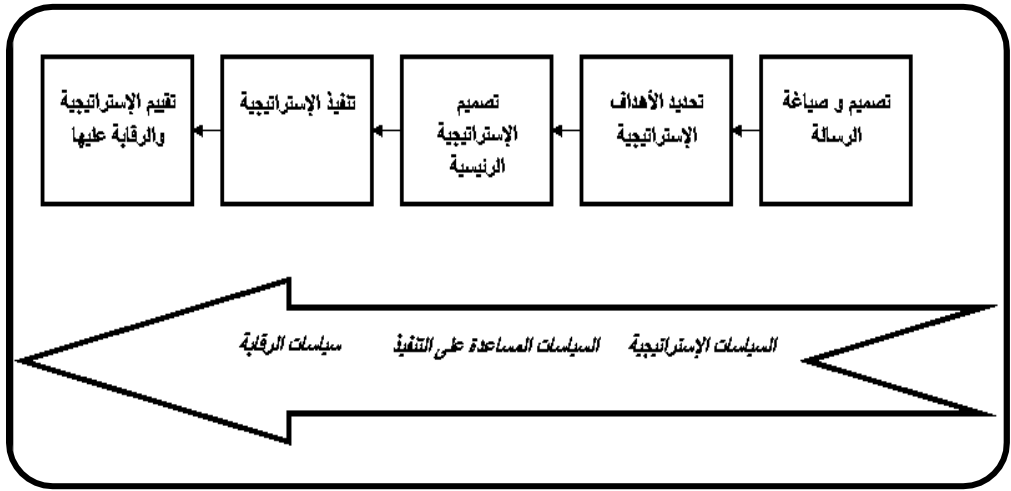 تصميم و صياغة
الرسالة
تحديد الأهداف
الإستراتيجية
تصميم
الإستراتيجية
الرئيسية
تنفيذ الإستراتيجية
تقييم الإستراتيجية
والرقابة عليها
السياسات الإستراتيجية
السياسات المساعدة على التنفيذ
سياسات الرقابة